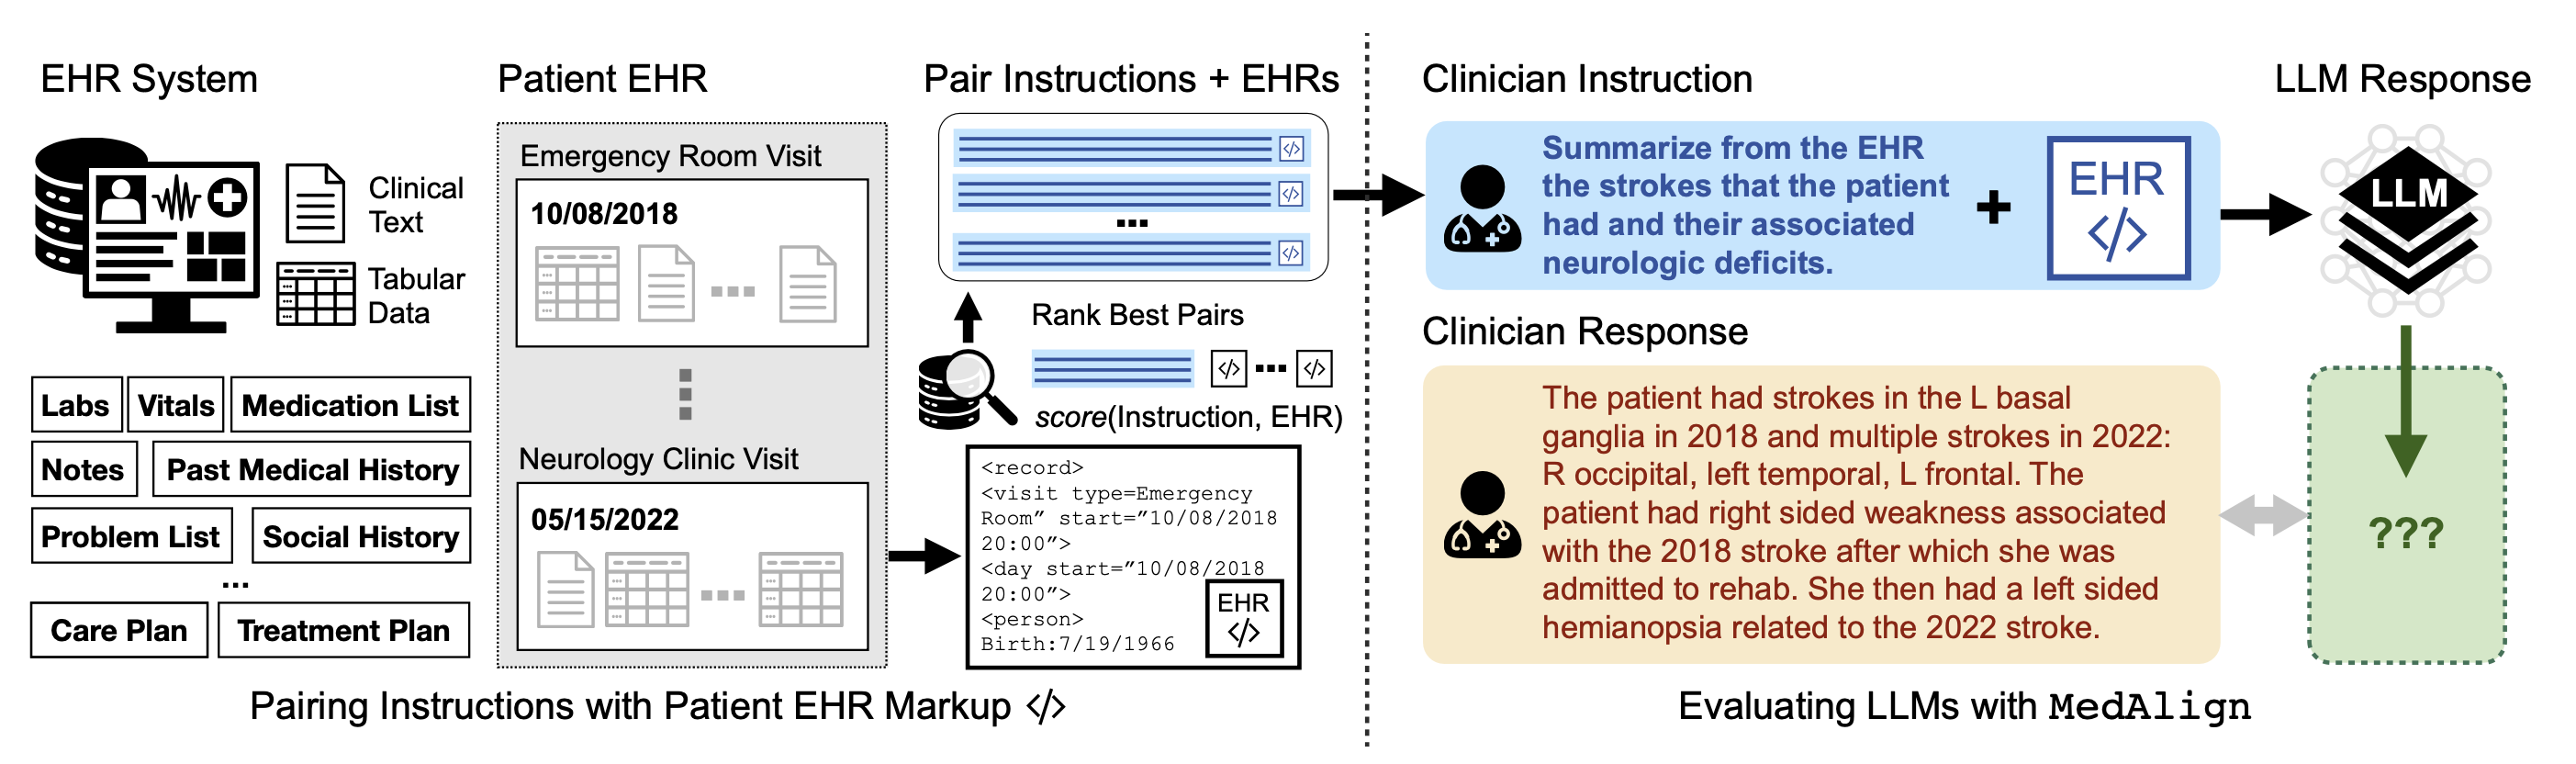 EHR System
Clinical
Text
Tabular
Data
Labs
Vitals
Medication List
Notes
Past Medical History
Problem List
Social History
...
Care Plan
Treatment Plan
Patient EHR
Emergency Room Visit
10/08/2018
Neurology Clinic Visit
05/15/2022
Pair Instructions + EHRs
</>
</>
...
</>
Rank Best Pairs
</> ... </>
score(Instruction, EHR)
<record>
<visit type=Emergency
Room” start=”10/08/2018
20:00”>
<day start=”10/08/2018
20:00”>
<person>
Birth:7/19/1966
EHR
</>
Pairing Instructions with Patient EHR Markup </>
Clinician Instruction
Summarize from the EHR
the strokes that the patient
had and their associated
neurologic deficits.
+
EHR
</>
LLM Response
LLM
Clinician Response
The patient had strokes in the L basal
ganglia in 2018 and multiple strokes in 2022:
R occipital, left temporal, L frontal. The
patient had right sided weakness associated
with the 2018 stroke after which she was
admitted to rehab. She then had a left sided
hemianopsia related to the 2022 stroke.
???
Evaluating LLMs with MedAlign